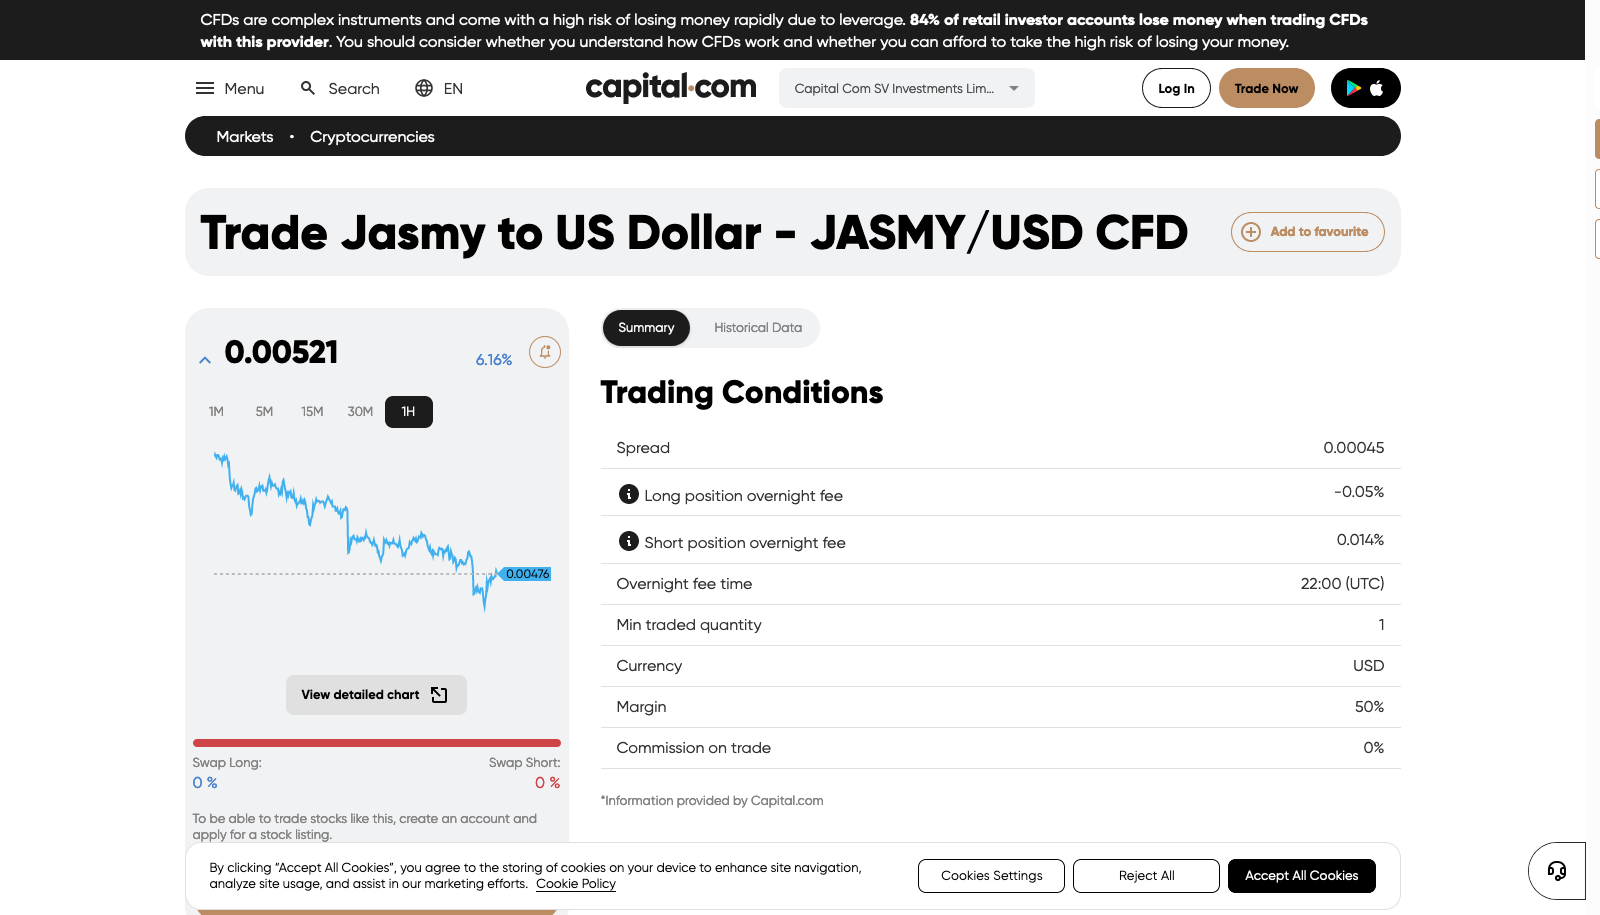 CFDs are complex instruments and come with a high risk of losing money rapidly due to leverage. 84% of retail investor accounts lose money when trading CFDs
with this provider. You should consider whether you understand how CFDs work and whether you can afford to take the high risk of losing your money.
Menu Search EN capital.com Capital Com SV Investments Lim... Log In Trade Now
Markets • Cryptocurrencies
Trade Jasmy to US Dollar - JASMY/USD CFD Add to favourite
0.00521 6.16%
1M 5M 15M 30M 1H
0.00476
View detailed chart
Swap Long: Swap Short:
0 % 0 %
To be able to trade stocks like this, create an account and
apply for a stock listing.
Summary Historical Data
Trading Conditions
Spread 0.00045
Long position overnight fee -0.05%
Short position overnight fee 0.014%
Overnight fee time 22:00 (UTC)
Min traded quantity 1
Currency USD
Margin 50%
Commission on trade 0%
*Information provided by Capital.com
By clicking “Accept All Cookies”, you agree to the storing of cookies on your device to enhance site navigation,
analyze site usage, and assist in our marketing efforts. Cookie Policy
Cookies Settings Reject All Accept All Cookies